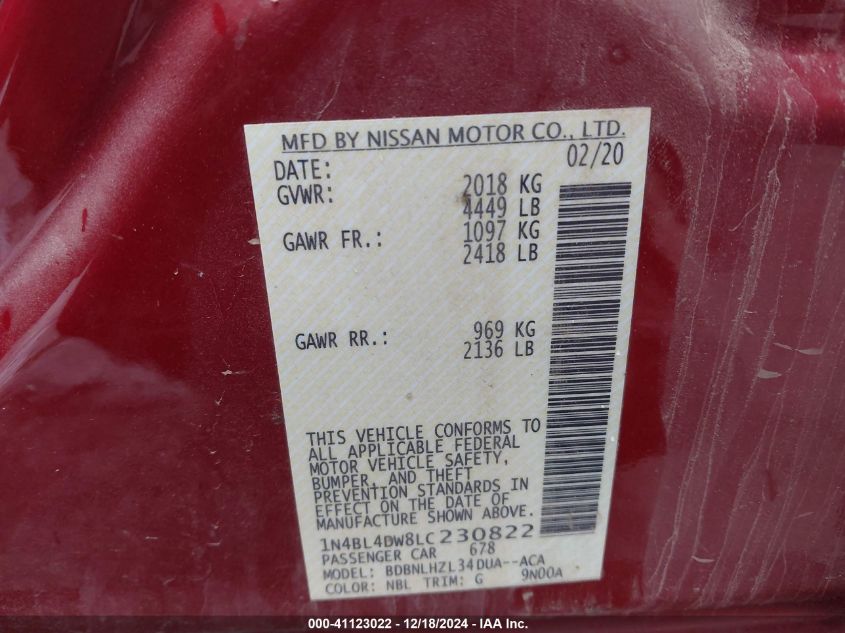 MFD BY NISSAN MOTOR CO., LTD.
DATE: 02/20
GVWR: 2018 KG
4449 LB
GAWR FR.: 1097 KG
2418 LB
GAWR RR.: 969 KG
2136 LB
THIS VEHICLE CONFORMS TO
ALL APPLICABLE FEDERAL
MOTOR VEHICLE SAFETY,
BUMPER, AND THEFT
PREVENTION STANDARDS IN
EFFECT ON THE DATE OF
MANUFACTURE SHOWN ABOVE.
1N4BL4DW8LC230822
PASSENGER CAR 678
MODEL: BDBNLHZL34DUA--ACA
COLOR: NBL TRIM: G 9N00A
000-41123022 - 12/18/2024 - IAAI.com.